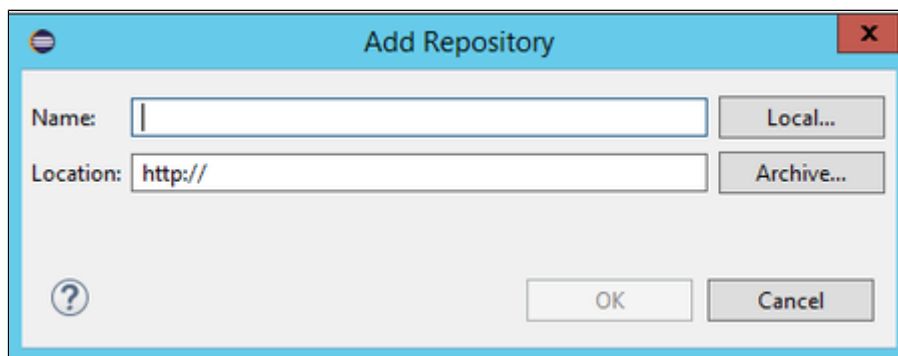 Add Repository
x
Name:
Local...
Location: http://
Archive...
?
OK
Cancel